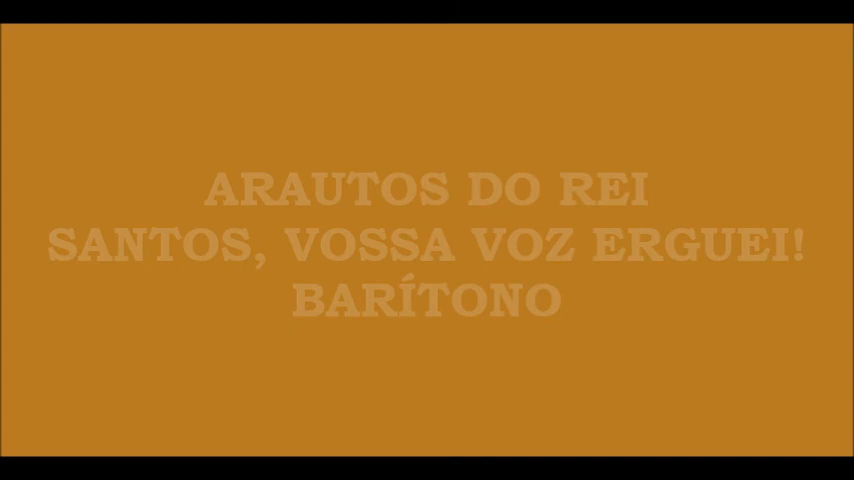 ARAUTOS DO REI
SANTOS, VOSSA VOZ ERGUEI!
BARÍTONO